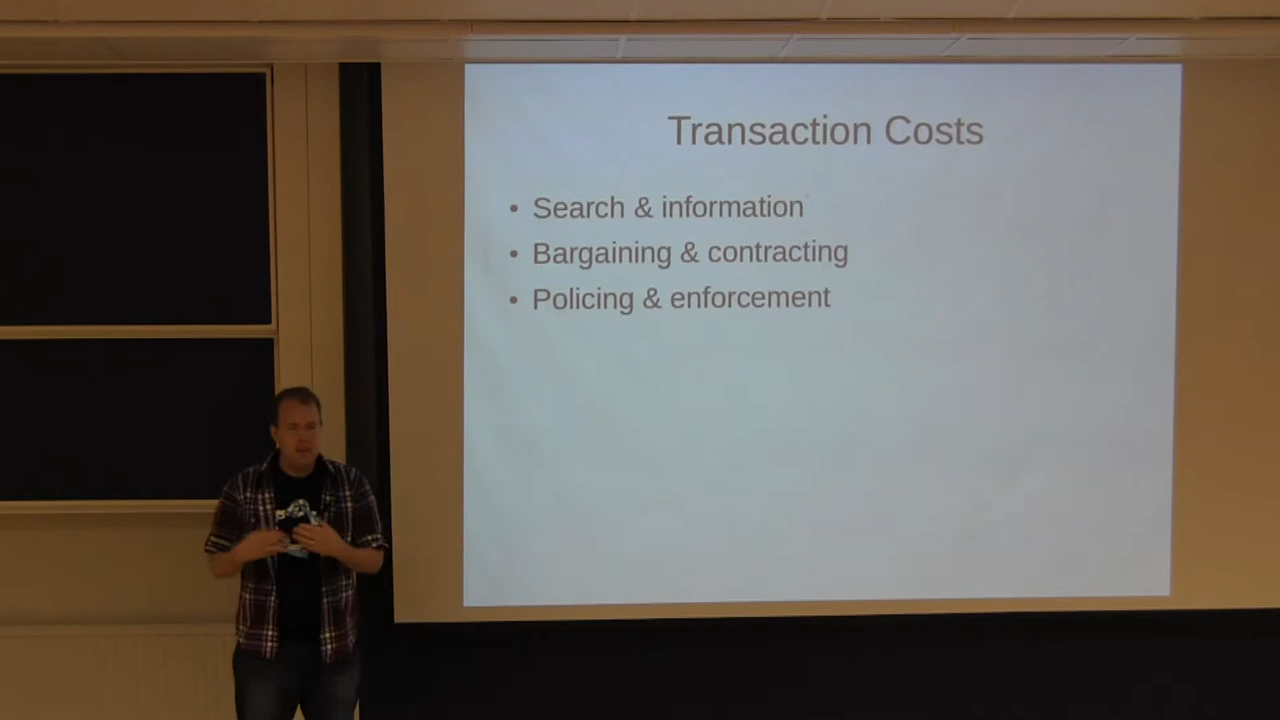 Transaction Costs
• Search & information
• Bargaining & contracting
• Policing & enforcement